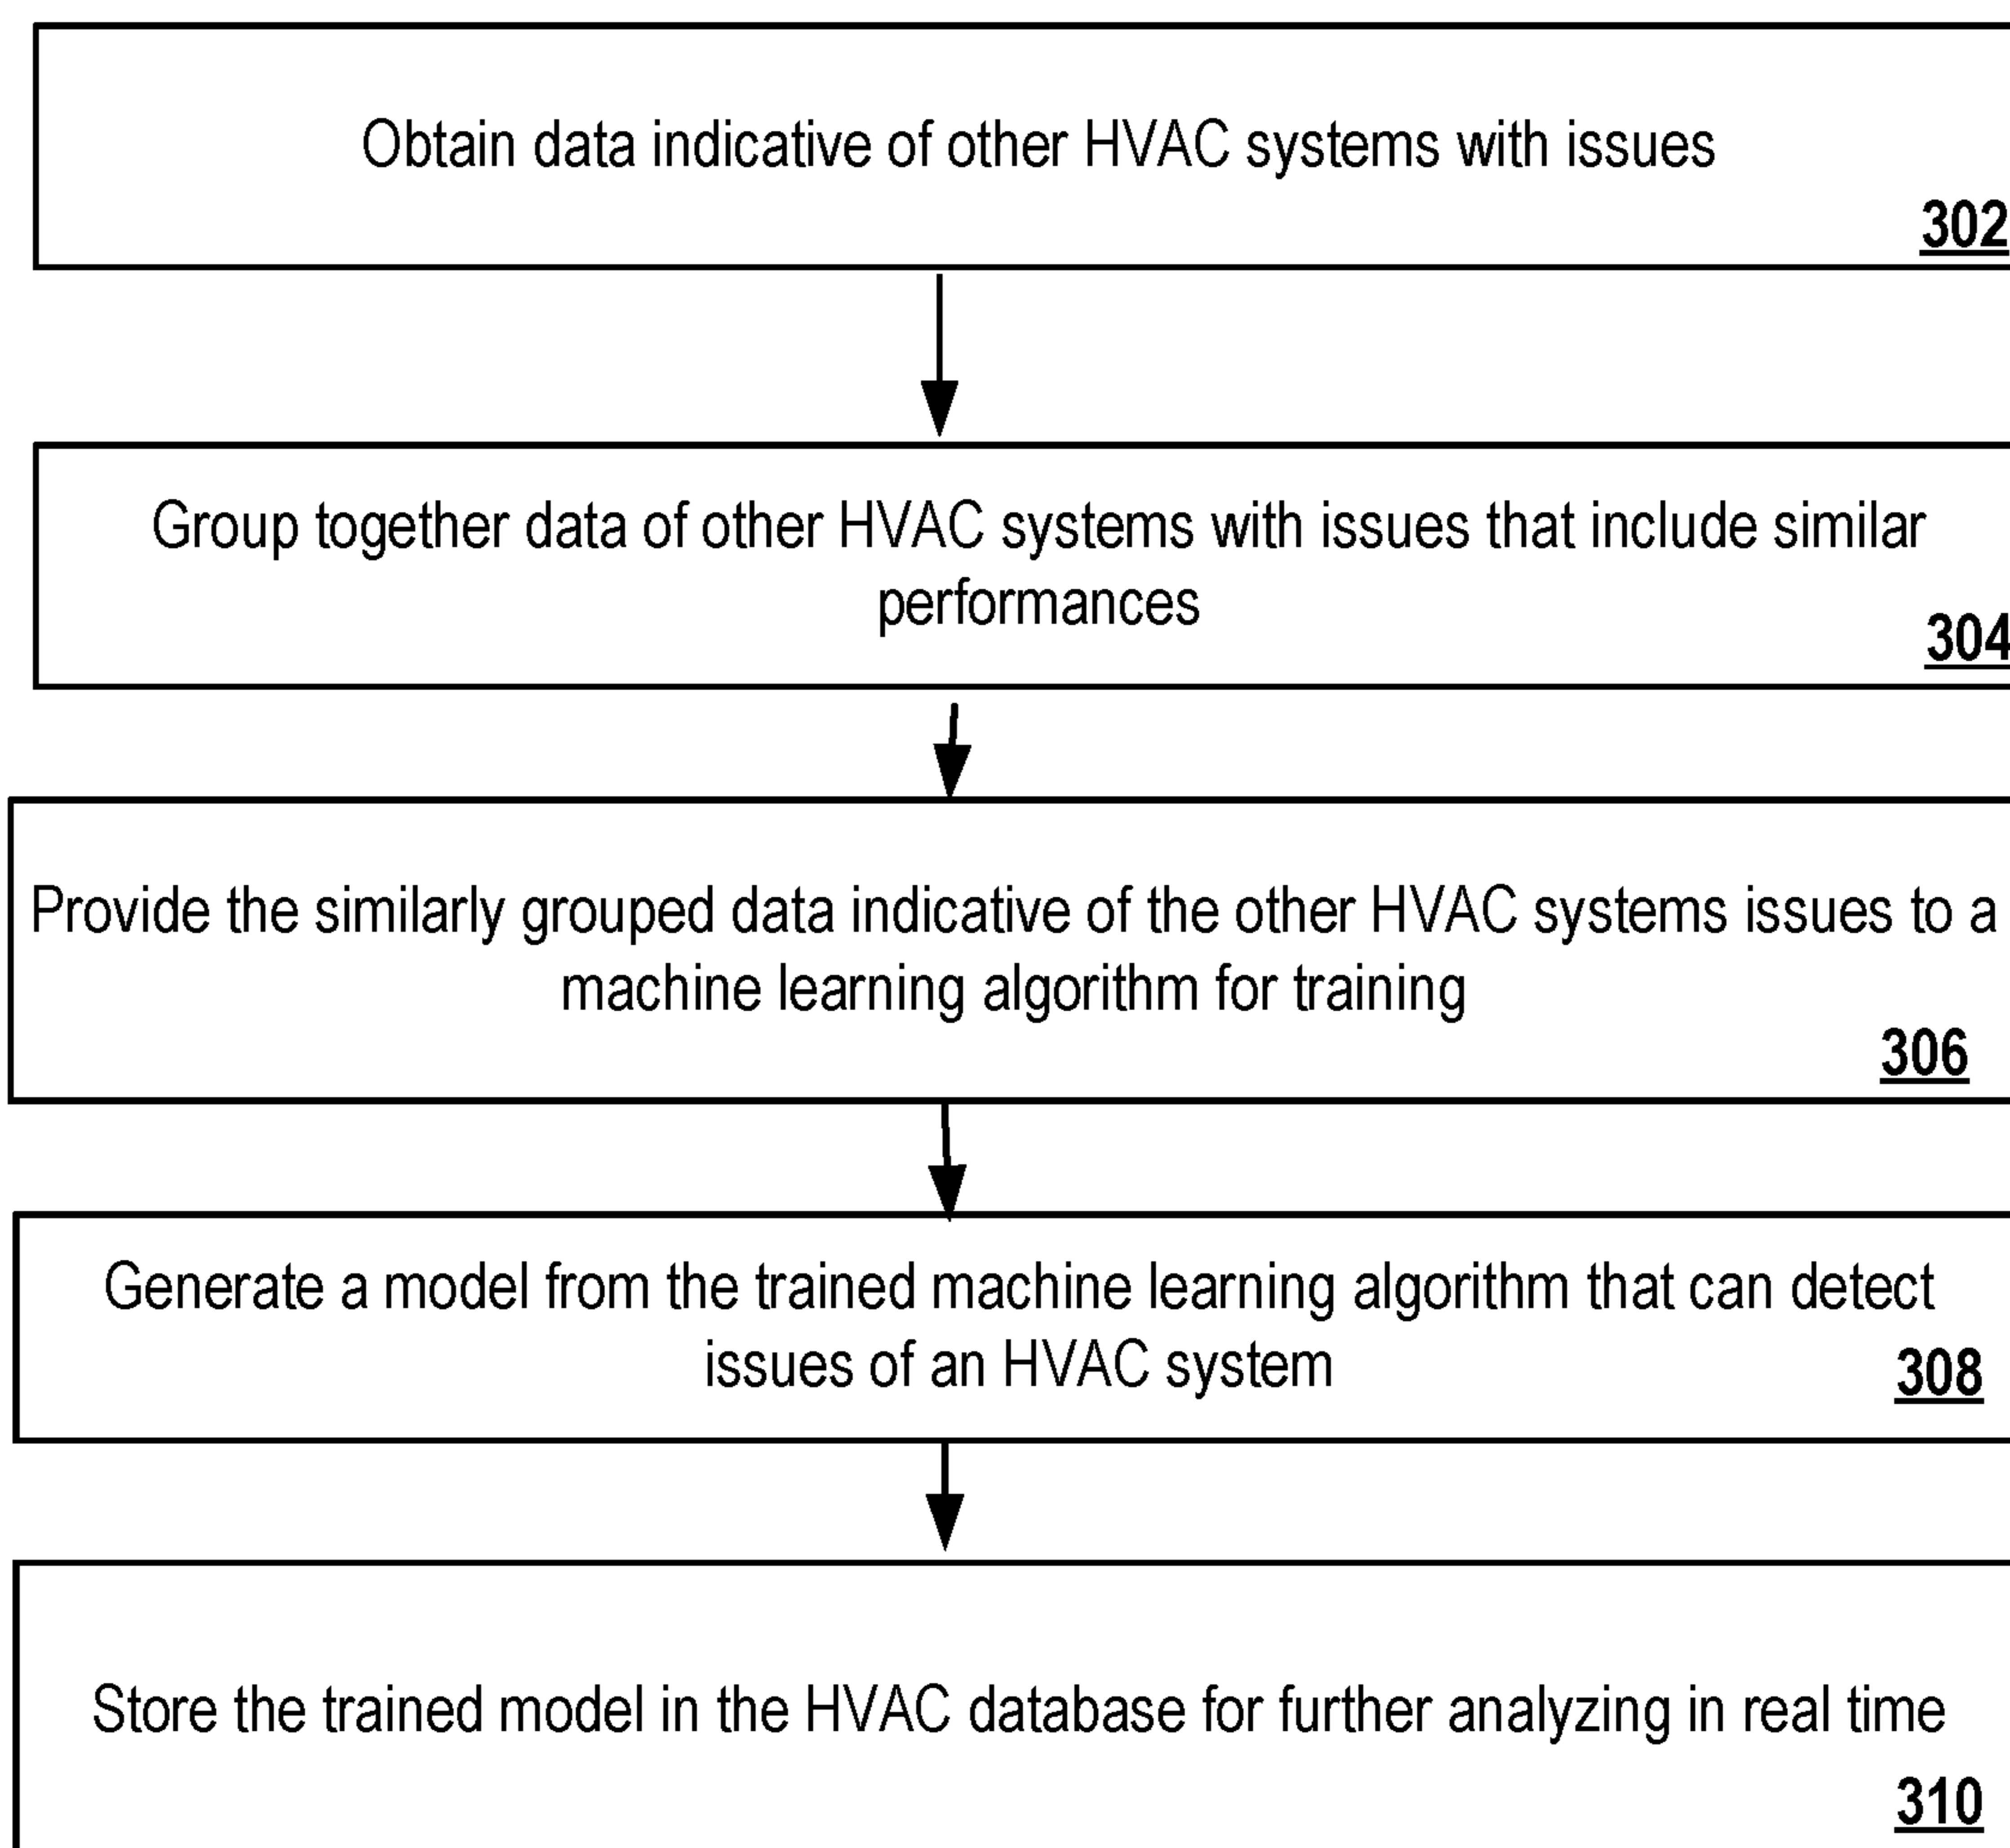 Obtain data indicative of other HVAC systems with issues
302
Group together data of other HVAC systems with issues that include similar
performances
304
Provide the similarly grouped data indicative of the other HVAC systems issues to a
machine learning algorithm for training
306
Generate a model from the trained machine learning algorithm that can detect
issues of an HVAC system
308
Store the trained model in the HVAC database for further analyzing in real time
310